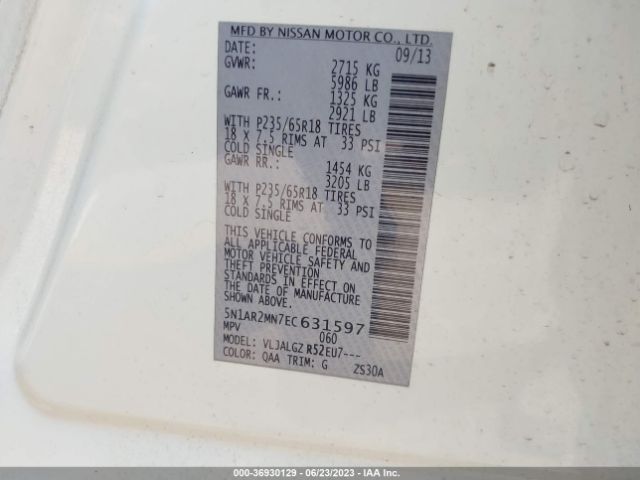 MFD BY NISSAN MOTOR CO., LTD.
DATE: 09/13
GVWR: 2715 KG
5986 LB
GAWR FR.: 1325 KG
2921 LB
WITH P235/65R18 TIRES
18 X 7.5 RIMS AT 33 PSI
COLD SINGLE
GAWR RR.: 1454 KG
3205 LB
WITH P235/65R18 TIRES
18 X 7.5 RIMS AT 33 PSI
COLD SINGLE
THIS VEHICLE CONFORMS TO
ALL APPLICABLE FEDERAL
MOTOR VEHICLE SAFETY AND
THEFT PREVENTION
STANDARDS IN EFFECT ON
THE DATE OF MANUFACTURE
SHOWN ABOVE.
5N1AR2MN7EC631597
MPV 060
MODEL: VLJALGZ R52EU7---
COLOR: QAA TRIM: G ZS30A
000-36930129 - 06/23/2023 - IAA Inc.